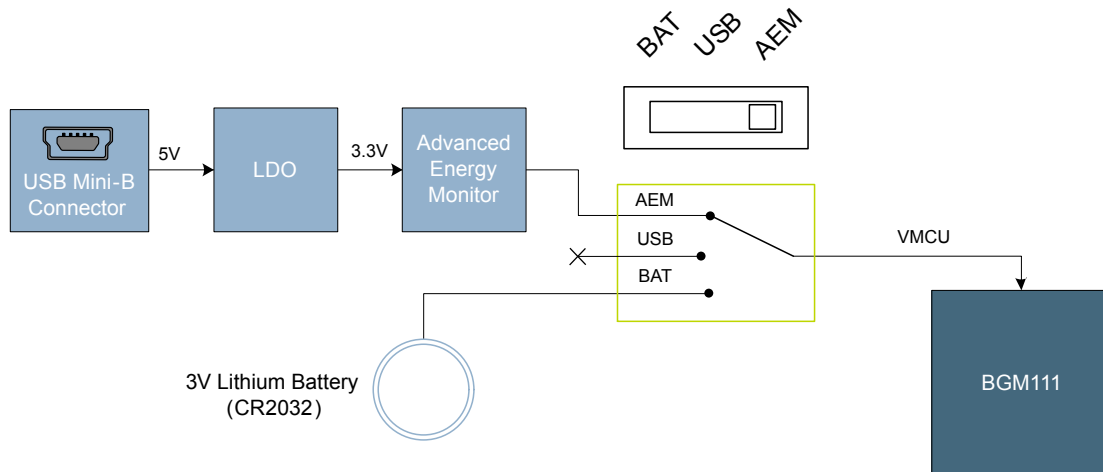 BAT USB AEM
USB Mini-B
Connector
5V
LDO
3.3V
Advanced
Energy
Monitor
AEM
USB
BAT
VMCU
BGM111
3V Lithium Battery
(CR2032)